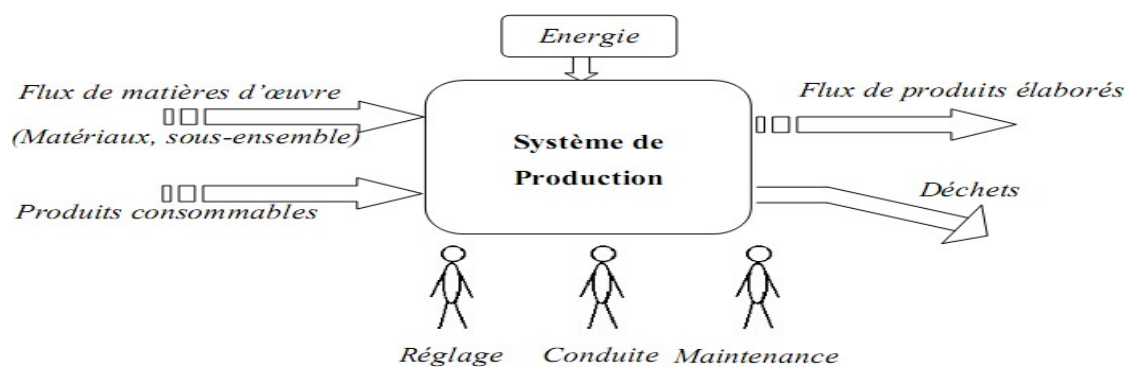 Energie
Flux de matières d'œuvre
(Matériaux, sous-ensemble)
Produits consommables
Système de
Production
Flux de produits élaborés
Déchets
Réglage
Conduite
Maintenance